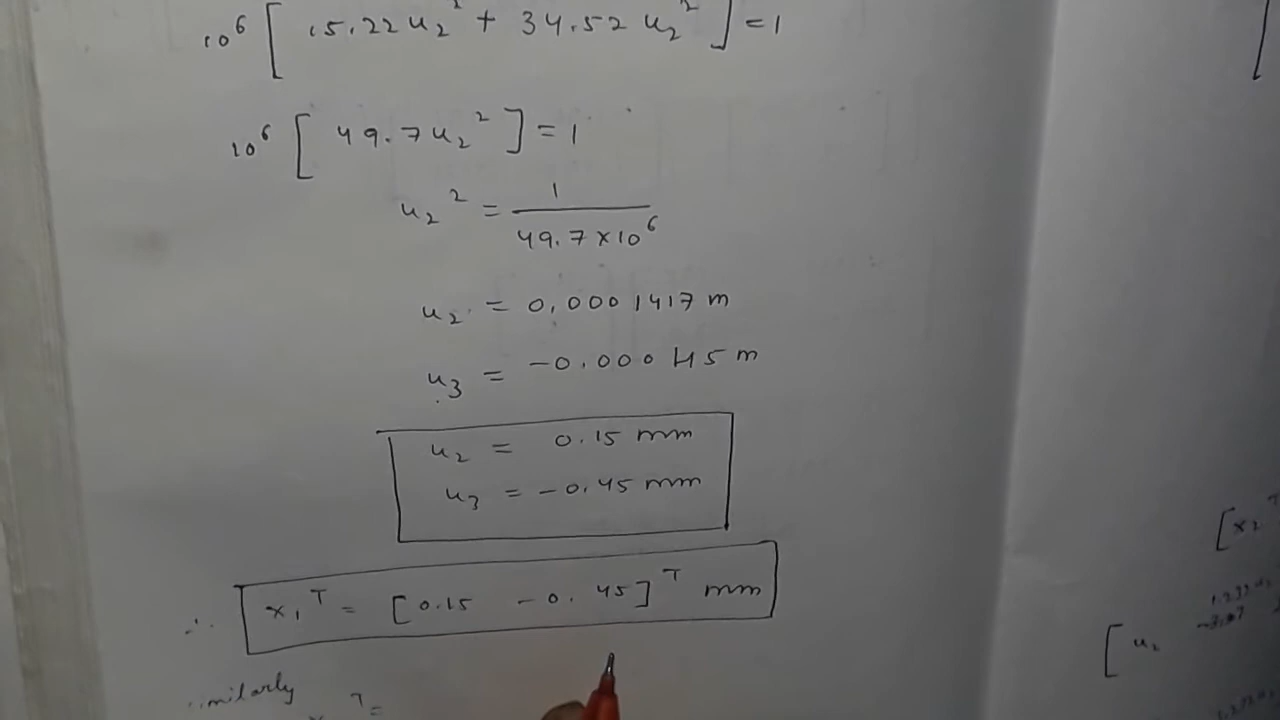 10⁶ [ 15.22 u₂² + 34.52 u₂² ] = 1
10⁶ [ 49.7 u₂² ] = 1
u₂² = 1 / 49.7 × 10⁶
u₂ = 0.0001417 m
u₃ = -0.00045 m
u₂ = 0.15 mm
u₃ = -0.45 mm
∴ x₁ᵀ = [0.15 -0.45]ᵀ mm
[x₂ᵀ
[ u₂